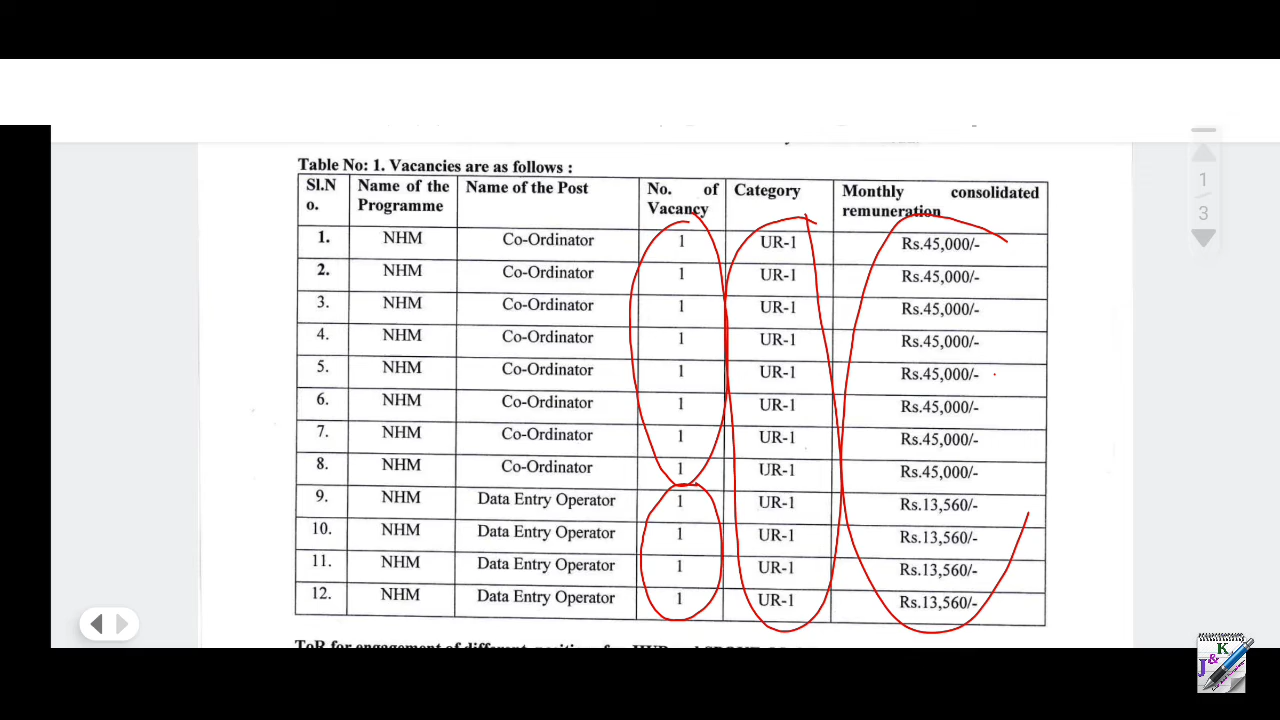 Table No: 1. Vacancies are as follows :
Sl.N o. Name of the Programme Name of the Post No. of Vacancy Category Monthly consolidated remuneration
1. NHM Co-Ordinator 1 UR-1 Rs.45,000/-
2. NHM Co-Ordinator 1 UR-1 Rs.45,000/-
3. NHM Co-Ordinator 1 UR-1 Rs.45,000/-
4. NHM Co-Ordinator 1 UR-1 Rs.45,000/-
5. NHM Co-Ordinator 1 UR-1 Rs.45,000/-
6. NHM Co-Ordinator 1 UR-1 Rs.45,000/-
7. NHM Co-Ordinator 1 UR-1 Rs.45,000/-
8. NHM Co-Ordinator 1 UR-1 Rs.45,000/-
9. NHM Data Entry Operator 1 UR-1 Rs.13,560/-
10. NHM Data Entry Operator 1 UR-1 Rs.13,560/-
11. NHM Data Entry Operator 1 UR-1 Rs.13,560/-
12. NHM Data Entry Operator 1 UR-1 Rs.13,560/-
ToR for engagement of different
1
3
J&K